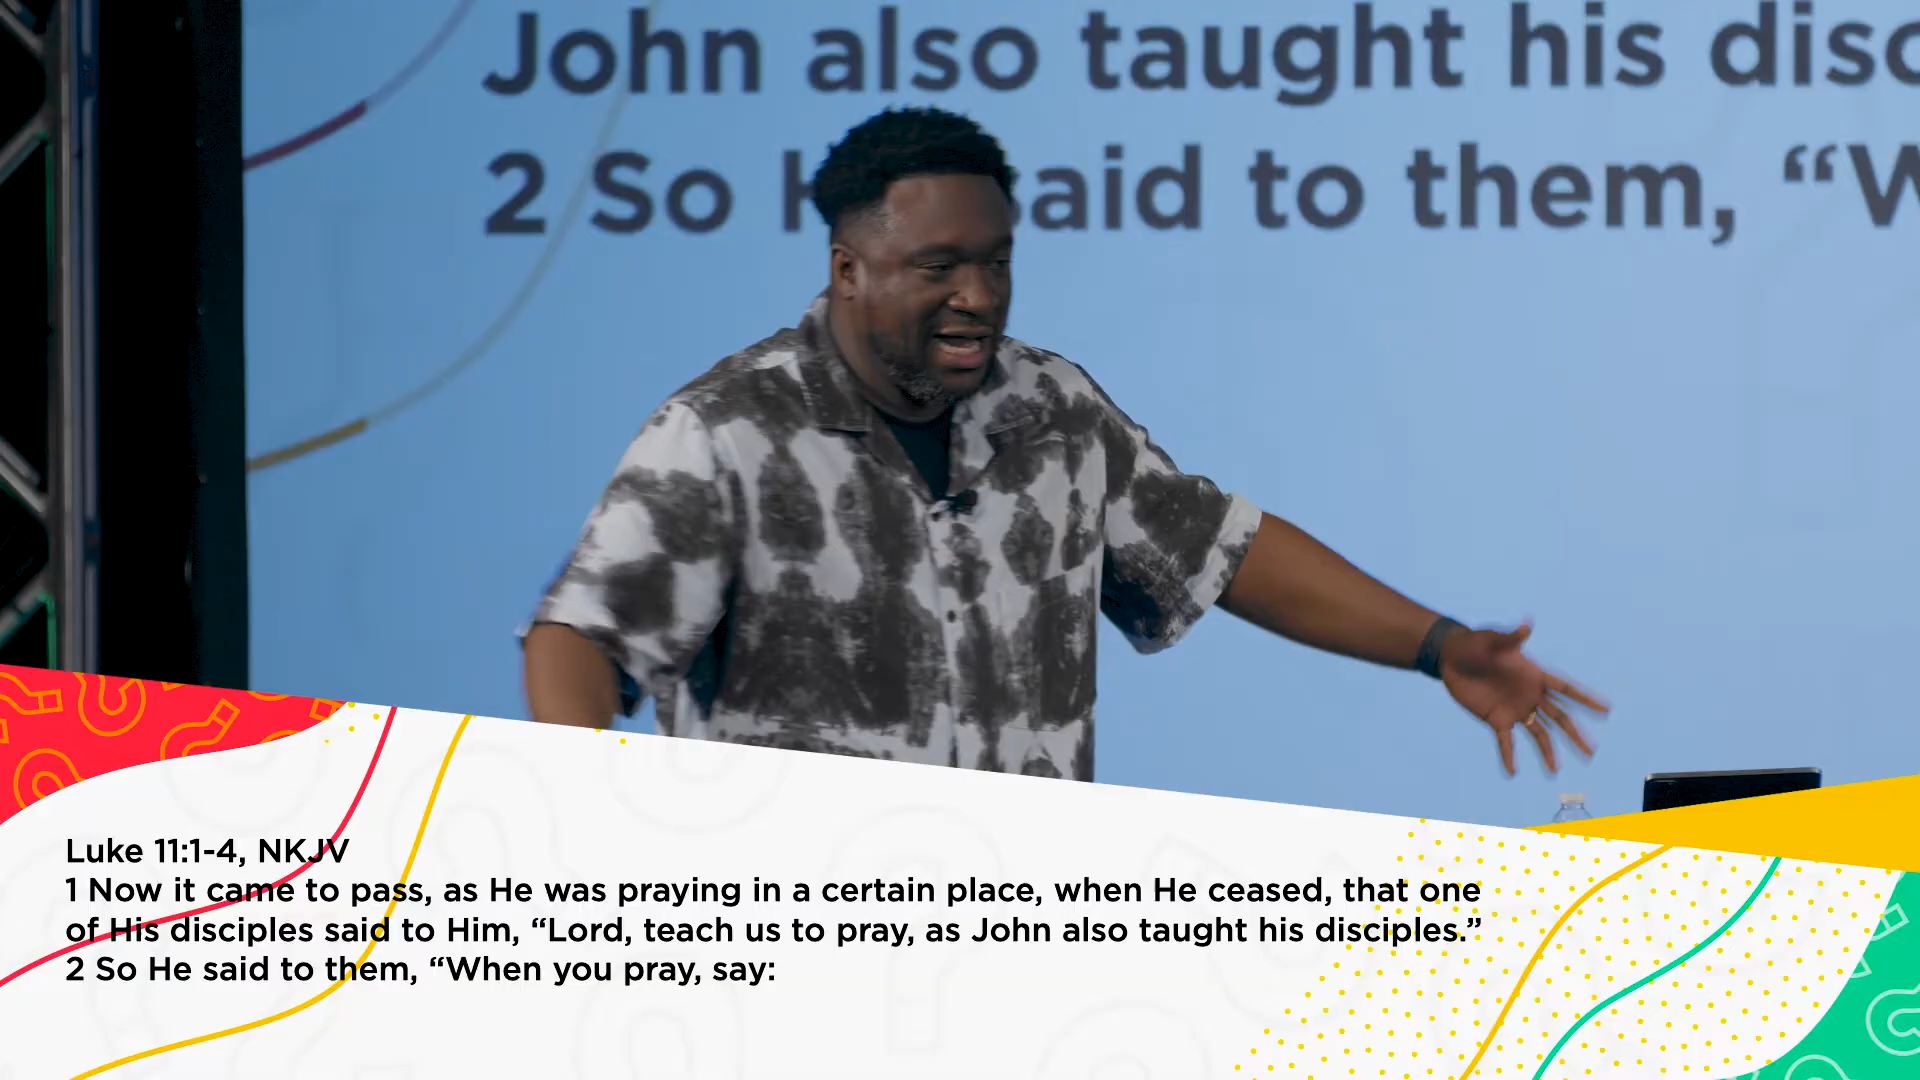 John also taught his disc
2 So H said to them, “W
Luke 11:1-4, NKJV
1 Now it came to pass, as He was praying in a certain place, when He ceased, that one
of His disciples said to Him, “Lord, teach us to pray, as John also taught his disciples.”
2 So He said to them, “When you pray, say: